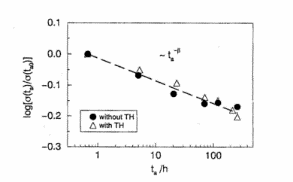 0.1
0.0
-0.1
-0.2
-0.3
log[σ(tₐ)/σ(tₐ₀)]
~ tₐ^-β
without TH
with TH
1
10
100
tₐ /h